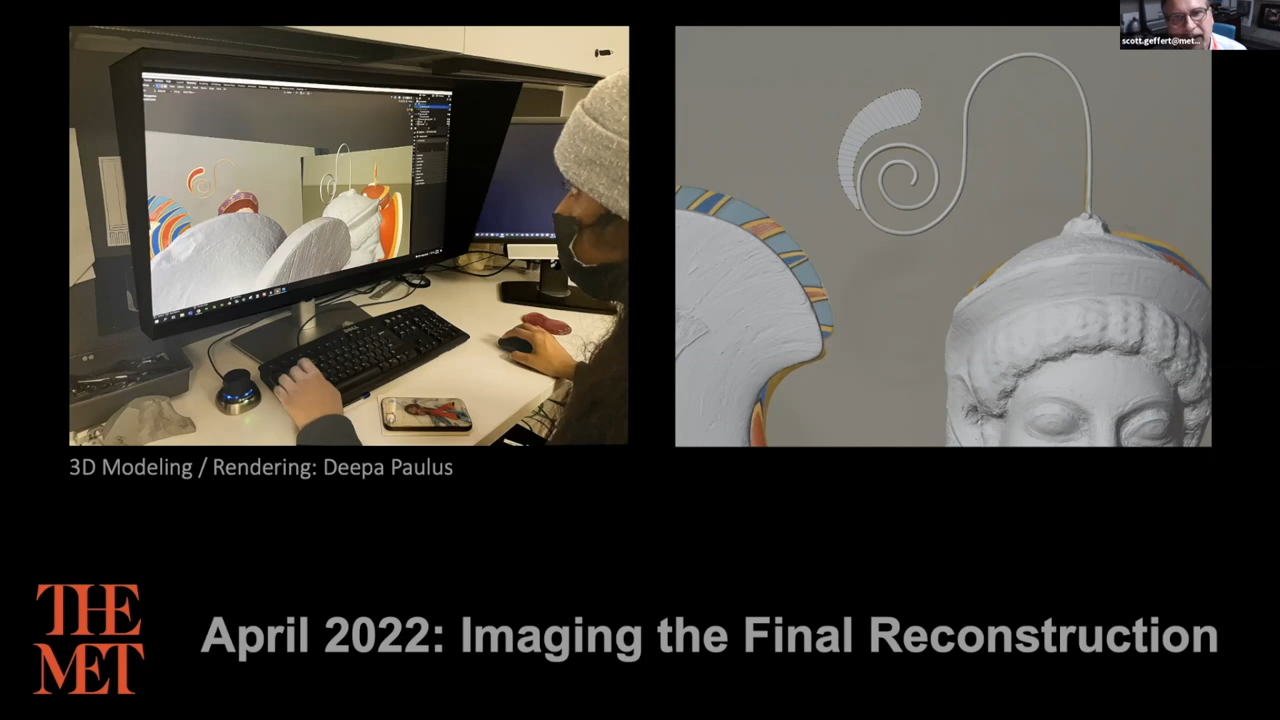 scott.geffert@met...
3D Modeling / Rendering: Deepa Paulus
THE
MET
April 2022: Imaging the Final Reconstruction